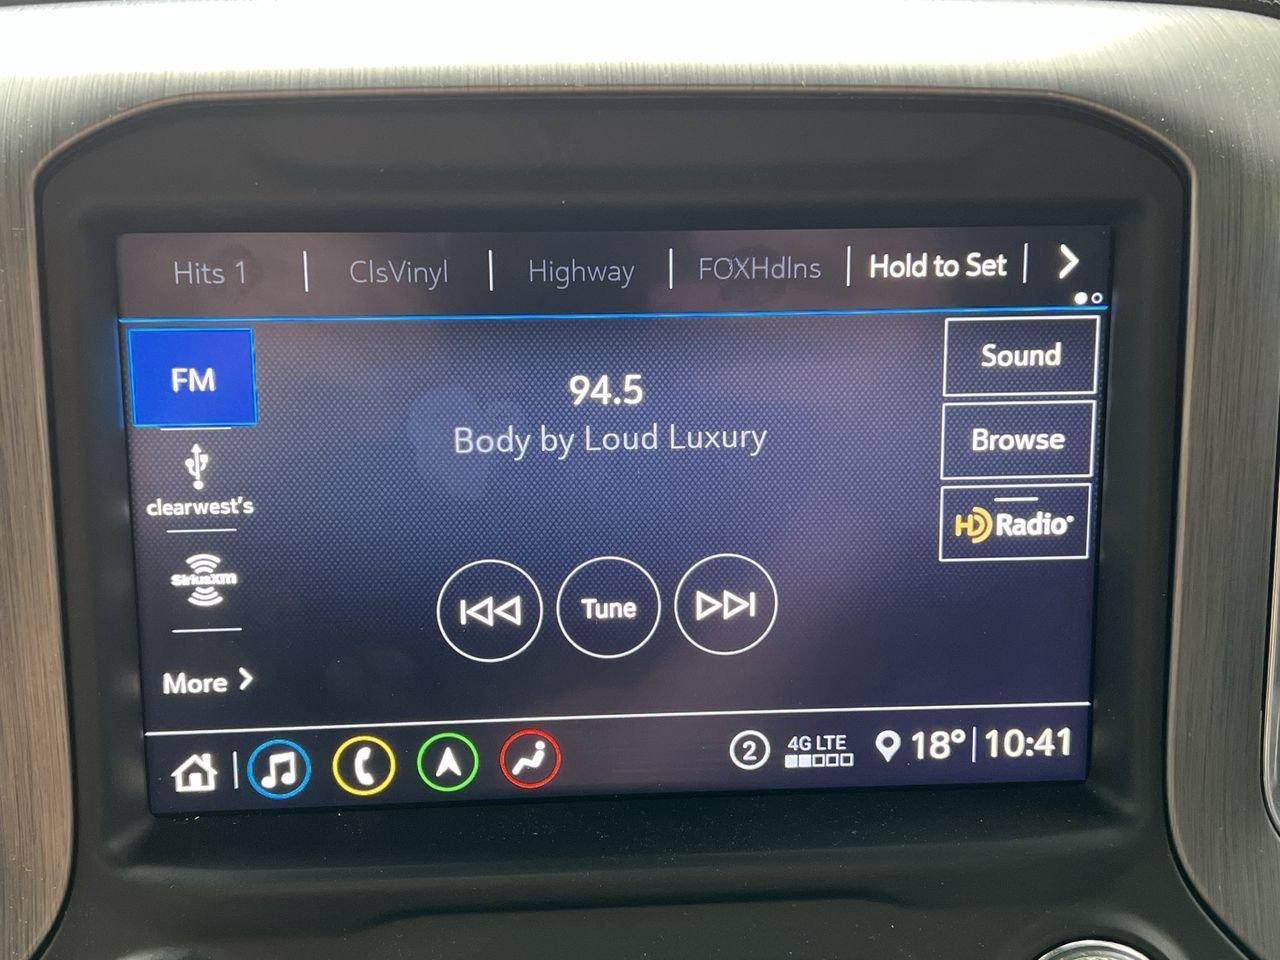 Hits 1 ClsVinyl Highway FOXHdlns Hold to Set
FM
94.5
Body by Loud Luxury
Sound
Browse
HD Radio
clearwest's
SiriusXM
Tune
More
2 4G LTE 18° 10:41